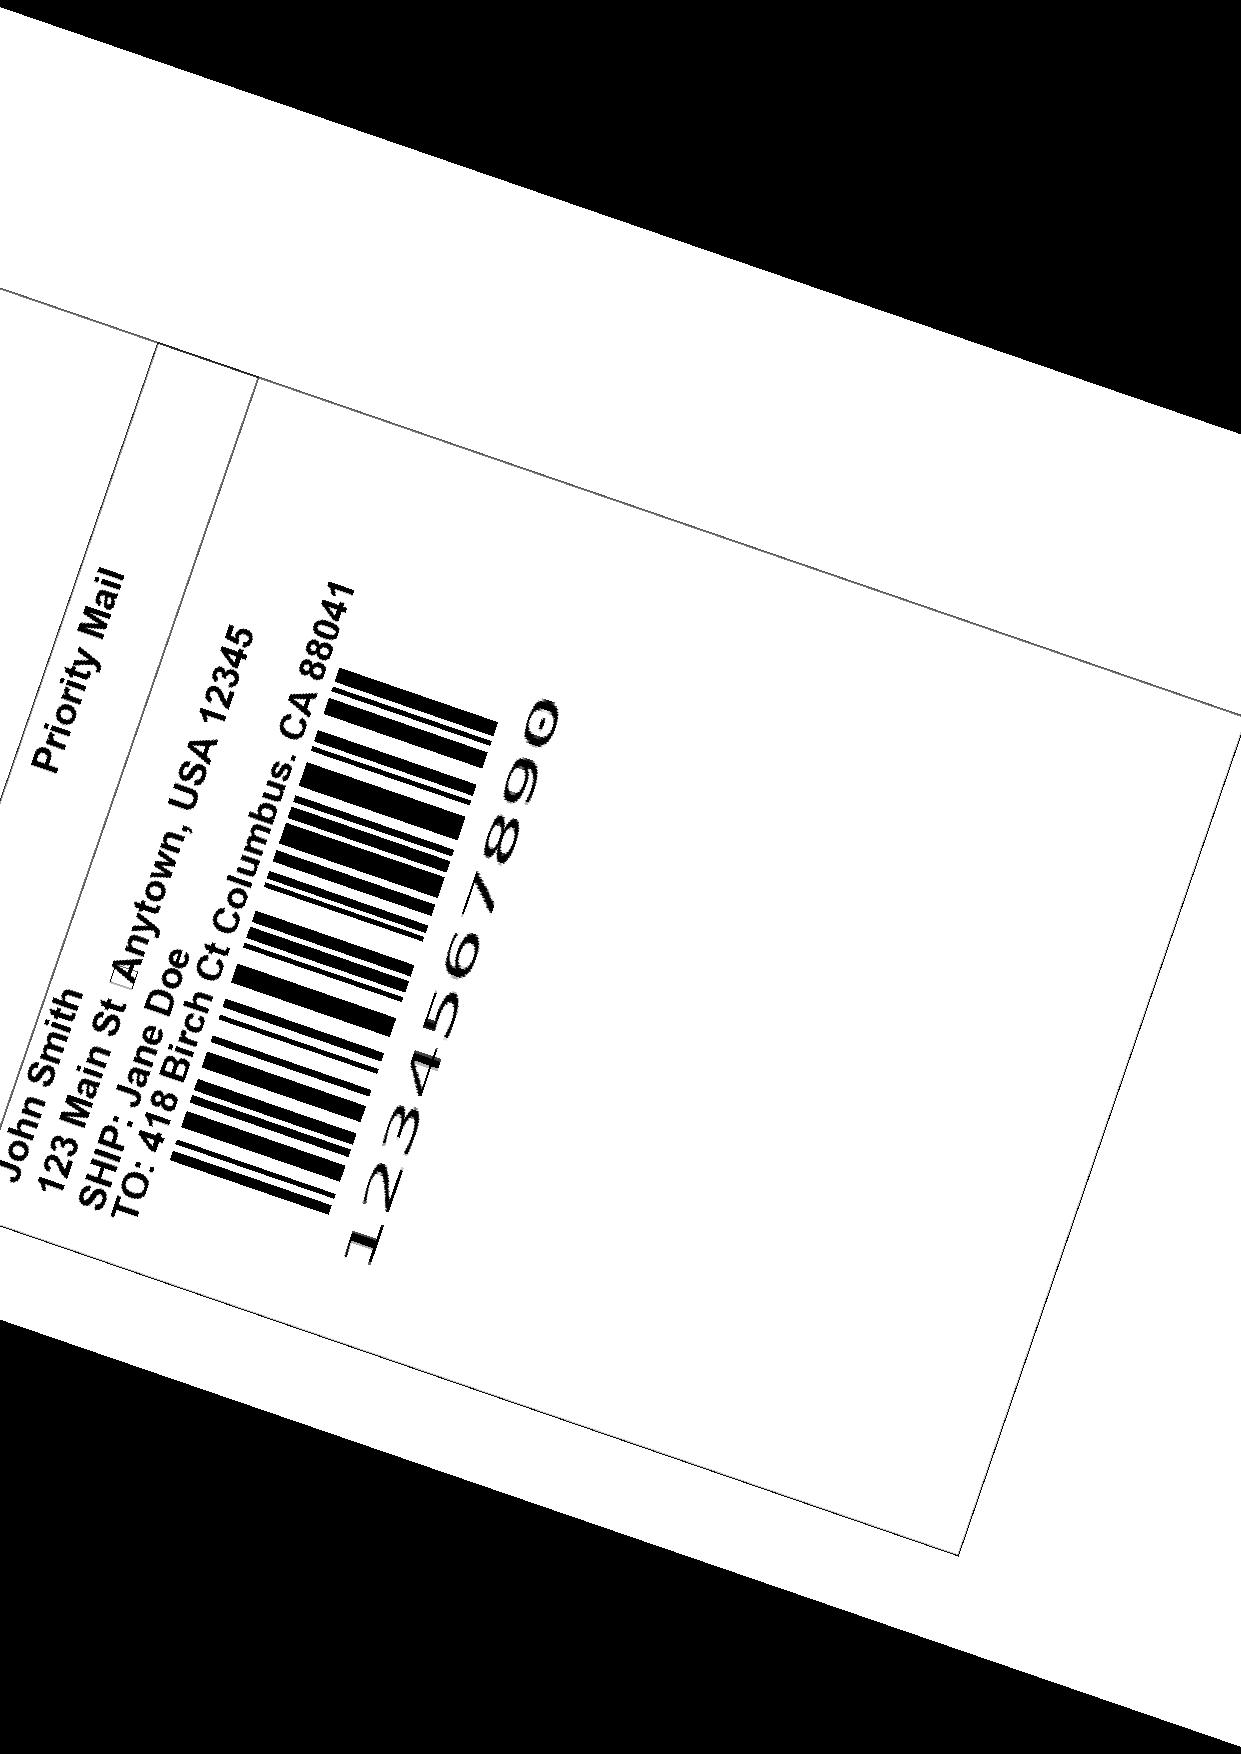 Priority Mail
John Smith
123 Main St Anytown, USA 12345
SHIP: Jane Doe
TO: 418 Birch Ct Columbus. CA 88041
1234567890